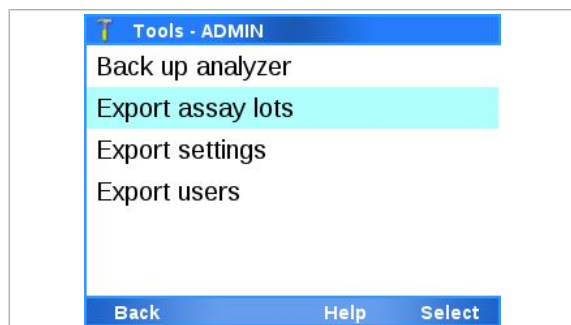 Tools - ADMIN
Back up analyzer
Export assay lots
Export settings
Export users
Back Help Select